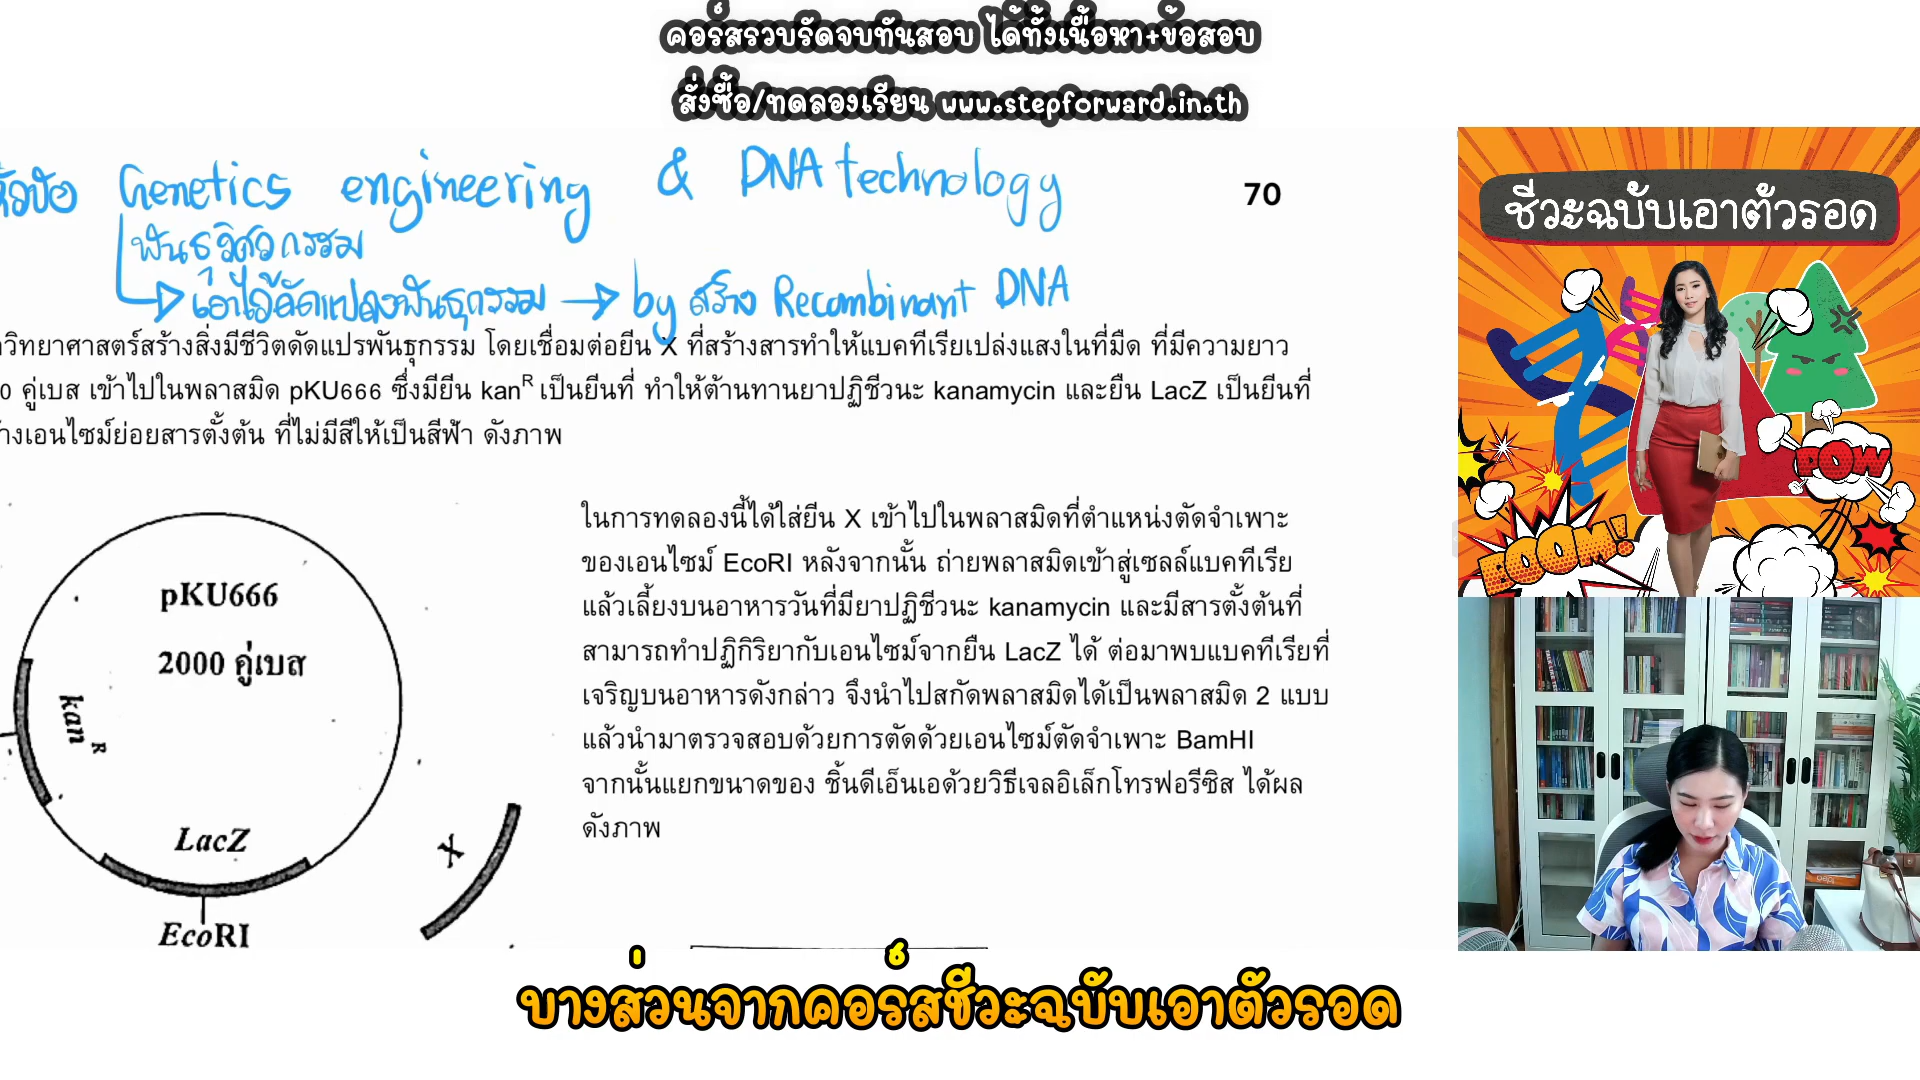 คอร์สรวบรัดจบทันสอบ ได้ทั้งเนื้อหา+ข้อสอบ
สั่งซื้อ/ทดลองเรียน www.stepforward.in.th
หัวข้อ Genetics engineering & DNA technology
70
พันธุวิศวกรรม
เอาไว้ดัดแปลงพันธุกรรม → by สร้าง Recombinant DNA
วิทยาศาสตร์สร้างสิ่งมีชีวิตดัดแปรพันธุกรรม โดยเชื่อมต่อยีน X ที่สร้างสารทำให้แบคทีเรียเปล่งแสงในที่มืด ที่มีความยาว
0 คู่เบส เข้าไปในพลาสมิด pKU666 ซึ่งมียีน kanR เป็นยีนที่ ทำให้ต้านทานยาปฏิชีวนะ kanamycin และยืน LacZ เป็นยีนที่
างเอนไซม์ย่อยสารตั้งต้น ที่ไม่มีสีให้เป็นสีฟ้า ดังภาพ
pKU666
2000 คู่เบส
kan R
LacZ
EcoRI
X
ในการทดลองนี้ได้ใส่ยีน X เข้าไปในพลาสมิดที่ตำแหน่งตัดจำเพาะ
ของเอนไซม์ EcoRI หลังจากนั้น ถ่ายพลาสมิดเข้าสู่เซลล์แบคทีเรีย
แล้วเลี้ยงบนอาหารวันที่มียาปฏิชีวนะ kanamycin และมีสารตั้งต้นที่
สามารถทำปฏิกิริยากับเอนไซม์จากยืน LacZ ได้ ต่อมาพบแบคทีเรียที่
เจริญบนอาหารดังกล่าว จึงนำไปสกัดพลาสมิดได้เป็นพลาสมิด 2 แบบ
แล้วนำมาตรวจสอบด้วยการตัดด้วยเอนไซม์ตัดจำเพาะ BamHI
จากนั้นแยกขนาดของ ชิ้นดีเอ็นเอด้วยวิธีเจลอิเล็กโทรฟอรีซิส ได้ผล
ดังภาพ
ชีวะฉบับเอาตัวรอด
POW
BOOM!
บางส่วนจากคอร์สชีวะฉบับเอาตัวรอด